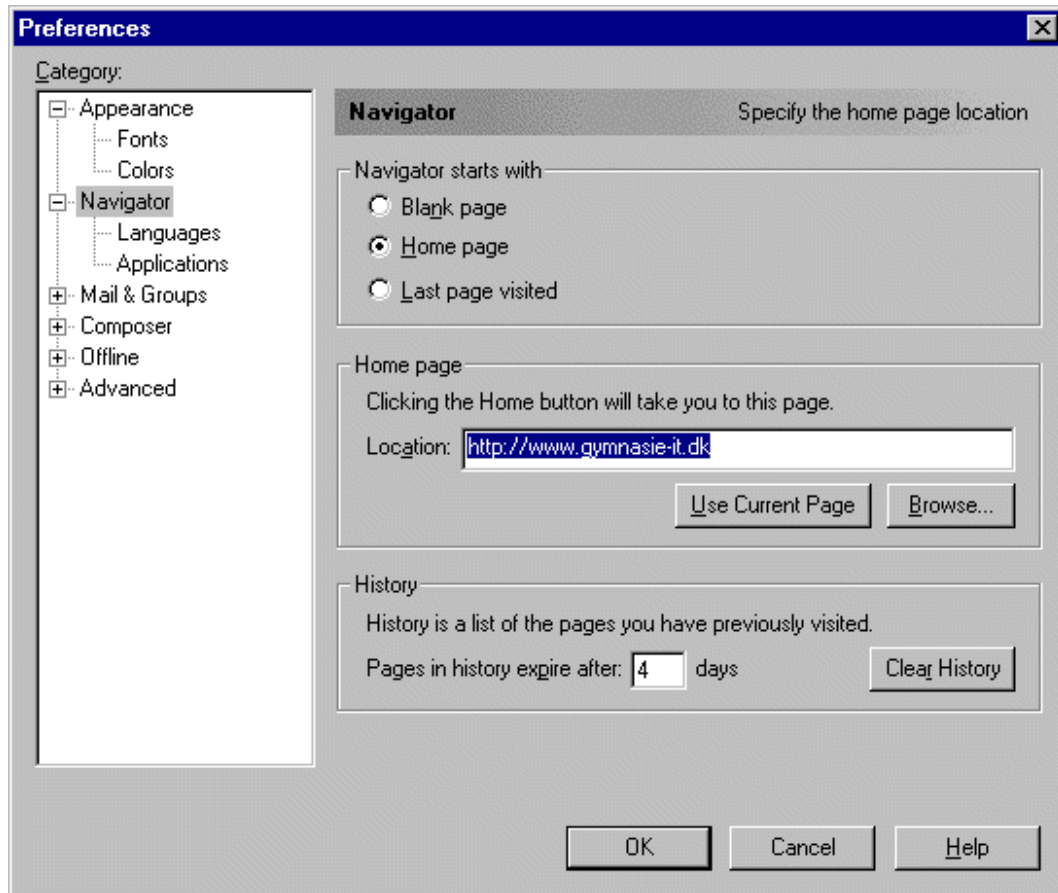 Preferences
Category:
Appearance
Fonts
Colors
Navigator
Languages
Applications
Mail & Groups
Composer
Offline
Advanced
Navigator Specify the home page location
Navigator starts with
Blank page
Home page
Last page visited
Home page
Clicking the Home button will take you to this page.
Location: http://www.gymnasie-it.dk
Use Current Page Browse...
History
History is a list of the pages you have previously visited.
Pages in history expire after: 4 days Clear History
OK Cancel Help